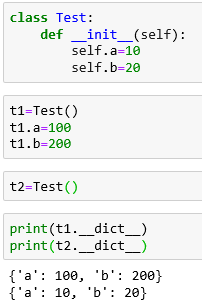 class Test:
    def __init__(self):
        self.a=10
        self.b=20
t1=Test()
t1.a=100
t1.b=200
t2=Test()
print(t1.__dict__)
print(t2.__dict__)
{'a': 100, 'b': 200}
{'a': 10, 'b': 20}